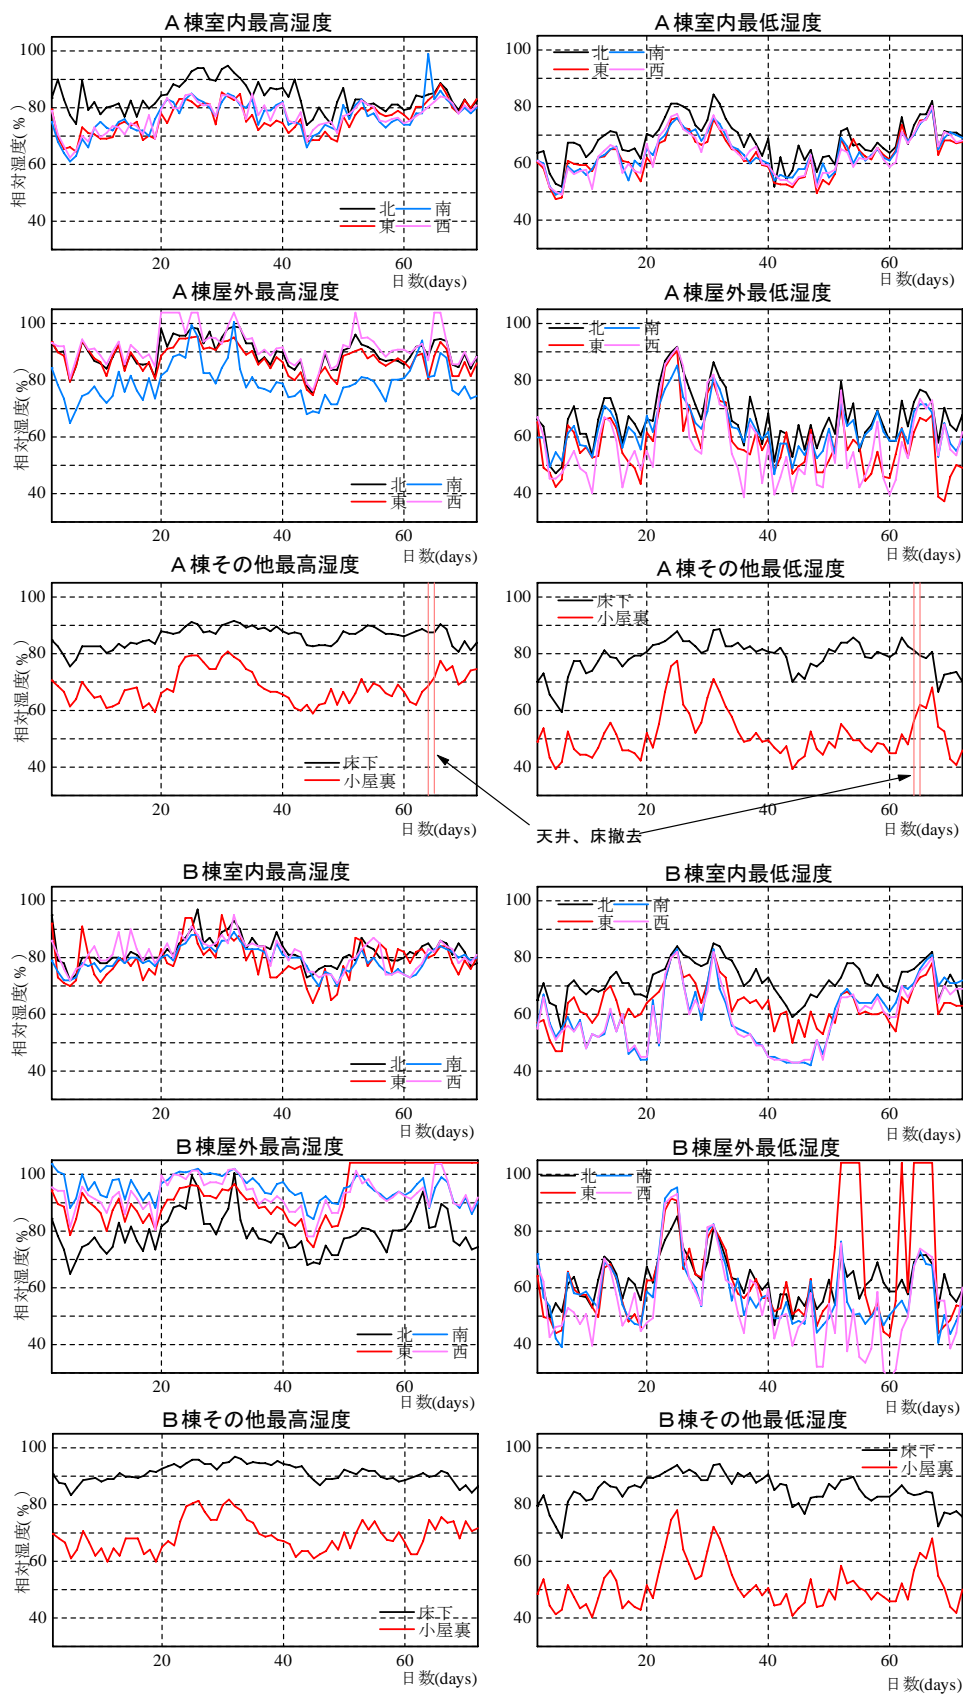 A棟室内最高湿度
相対湿度(%)
100
80
60
40
北 南
東 西
20 40 60
日数(days)
A棟室内最低湿度
100
80
60
40
北 南
東 西
20 40 60
日数(days)
A棟屋外最高湿度
相対湿度(%)
100
80
60
40
北 南
東 西
20 40 60
日数(days)
A棟屋外最低湿度
100
80
60
40
北 南
東 西
20 40 60
日数(days)
A棟その他最高湿度
相対湿度(%)
100
80
60
40
床下
小屋裏
20 40 60
日数(days)
A棟その他最低湿度
100
80
60
40
床下
小屋裏
20 40 60
日数(days)
天井、床撤去
B棟室内最高湿度
相対湿度(%)
100
80
60
40
北 南
東 西
20 40 60
日数(days)
B棟室内最低湿度
100
80
60
40
北 南
東 西
20 40 60
日数(days)
B棟屋外最高湿度
相対湿度(%)
100
80
60
40
北 南
東 西
20 40 60
日数(days)
B棟屋外最低湿度
100
80
60
40
北 南
東 西
20 40 60
日数(days)
B棟その他最高湿度
相対湿度(%)
100
80
60
40
床下
小屋裏
20 40 60
日数(days)
B棟その他最低湿度
100
80
60
40
床下
小屋裏
20 40 60
日数(days)